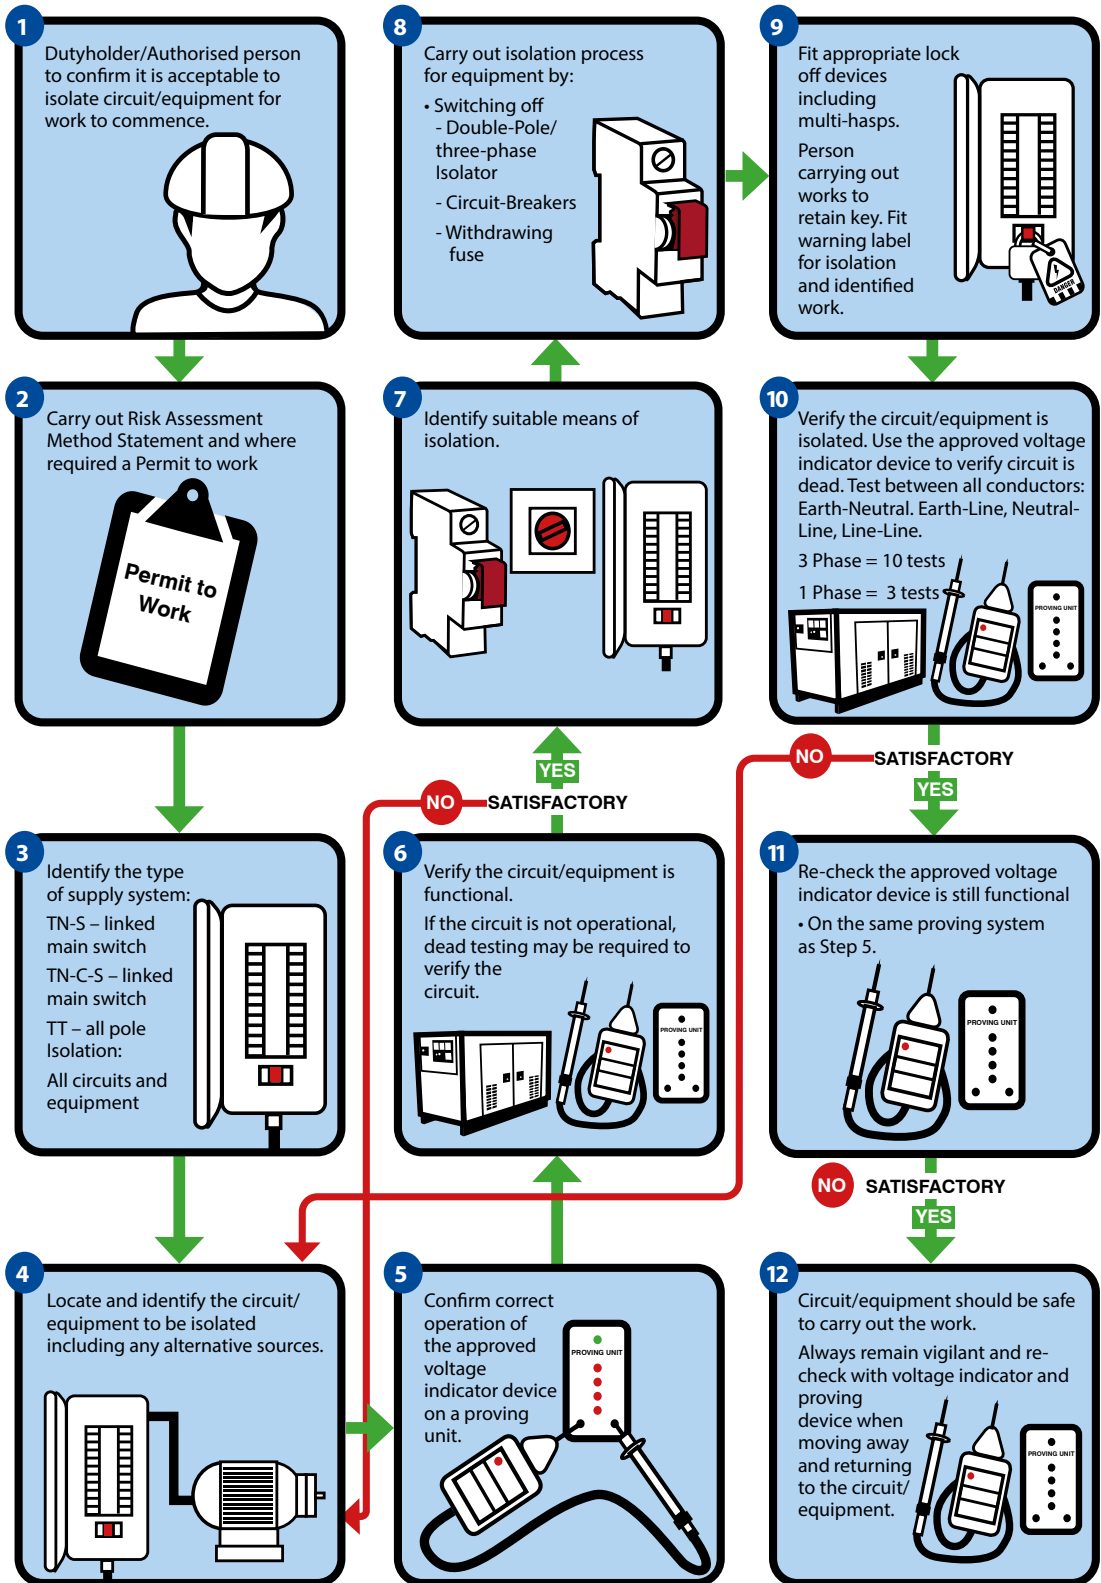 1
Dutyholder/Authorised person
to confirm it is acceptable to
isolate circuit/equipment for
work to commence.
2
Carry out Risk Assessment
Method Statement and where
required a Permit to work
Permit to
Work
3
Identify the type
of supply system:
TN-S – linked
main switch
TN-C-S – linked
main switch
TT – all pole
Isolation:
All circuits and
equipment
4
Locate and identify the circuit/
equipment to be isolated
including any alternative sources.
5
Confirm correct
operation of
the approved
voltage
indicator device
on a proving
unit.
PROVING UNIT
6
Verify the circuit/equipment is
functional.
If the circuit is not operational,
dead testing may be required to
verify the
circuit.
PROVING UNIT
NO
SATISFACTORY
YES
7
Identify suitable means of
isolation.
8
Carry out isolation process
for equipment by:
• Switching off
- Double-Pole/
three-phase
Isolator
- Circuit-Breakers
- Withdrawing
fuse
9
Fit appropriate lock
off devices
including
multi-hasps.
Person
carrying out
works to
retain key. Fit
warning label
for isolation
and identified
work.
DANGER
10
Verify the circuit/equipment is
isolated. Use the approved voltage
indicator device to verify circuit is
dead. Test between all conductors:
Earth-Neutral. Earth-Line, Neutral-
Line, Line-Line.
3 Phase = 10 tests
1 Phase = 3 tests
PROVING UNIT
NO
SATISFACTORY
YES
11
Re-check the approved voltage
indicator device is still functional
• On the same proving system
as Step 5.
PROVING UNIT
NO
SATISFACTORY
YES
12
Circuit/equipment should be safe
to carry out the work.
Always remain vigilant and re-
check with voltage indicator and
proving
device when
moving away
and returning
to the circuit/
equipment.
PROVING UNIT